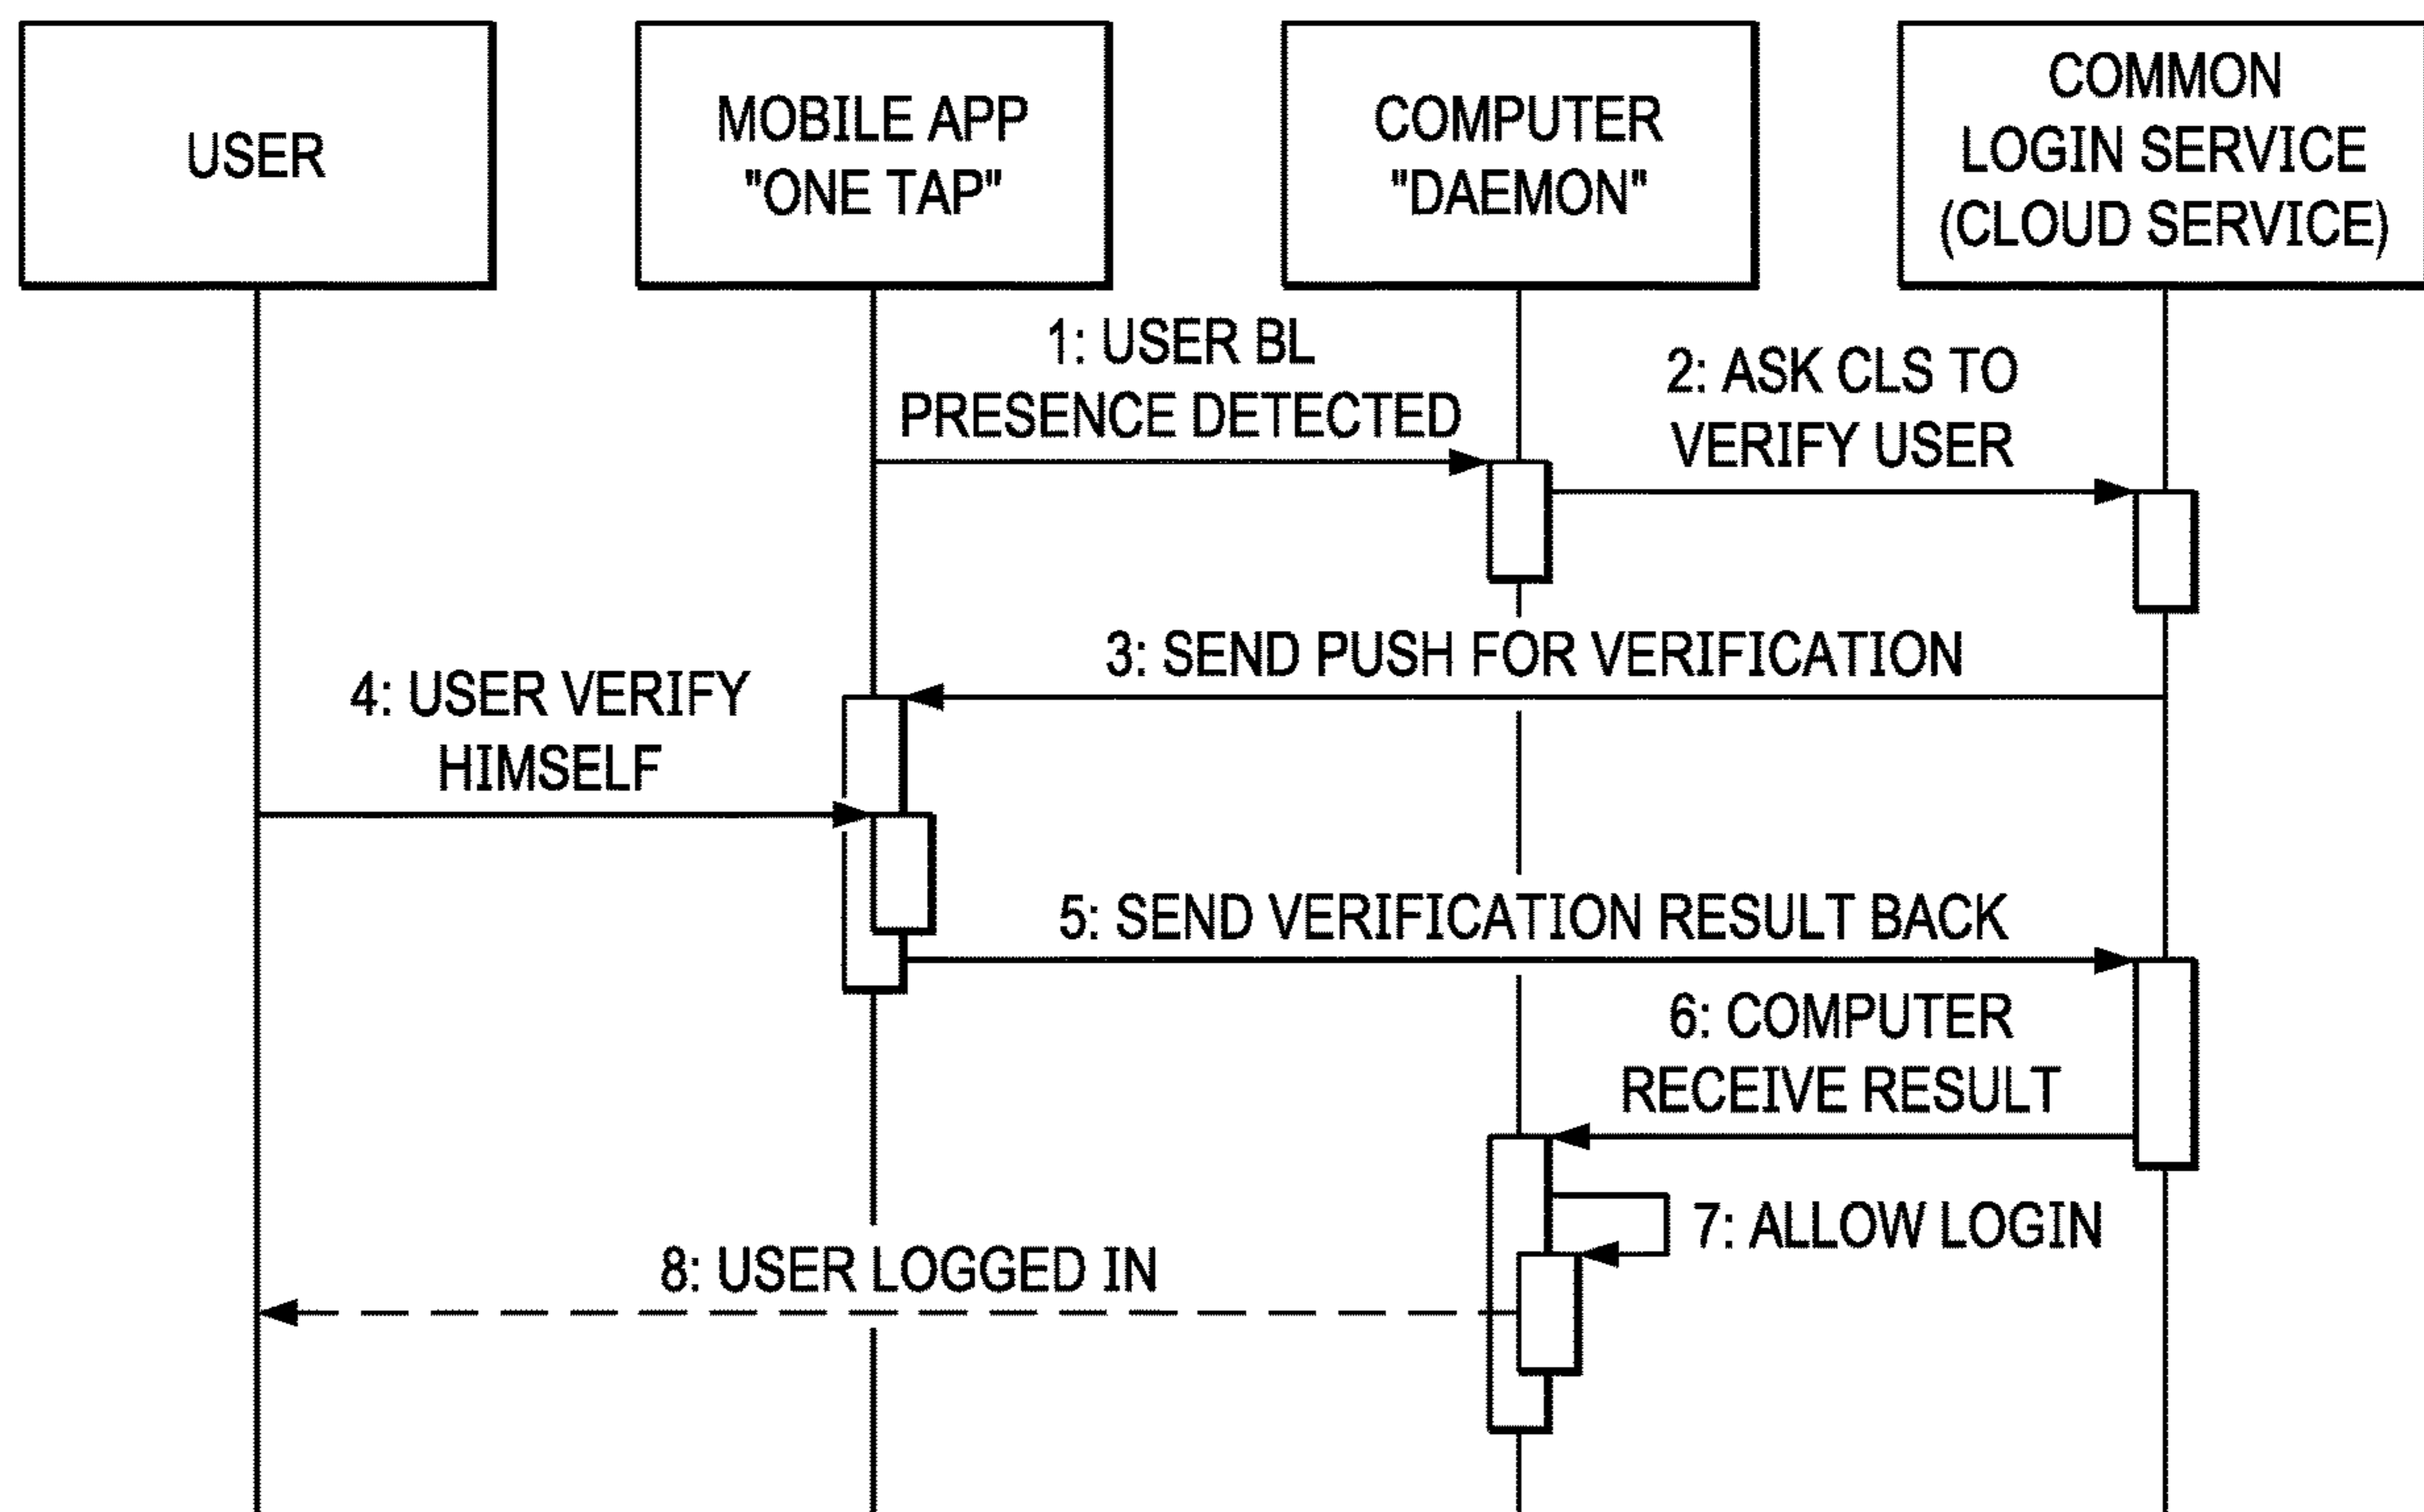 USER
MOBILE APP
"ONE TAP"
COMPUTER
"DAEMON"
COMMON
LOGIN SERVICE
(CLOUD SERVICE)
1: USER BL
PRESENCE DETECTED
2: ASK CLS TO
VERIFY USER
3: SEND PUSH FOR VERIFICATION
4: USER VERIFY
HIMSELF
5: SEND VERIFICATION RESULT BACK
6: COMPUTER
RECEIVE RESULT
7: ALLOW LOGIN
8: USER LOGGED IN